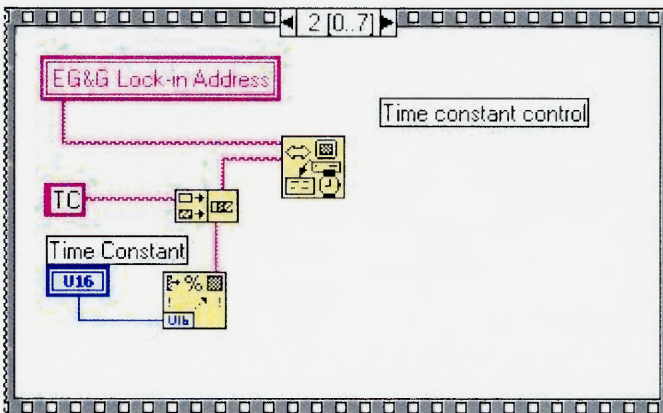 2 [0..7]
EG&G Lock-in Address
Time constant control
TC
Time Constant
U16
U16